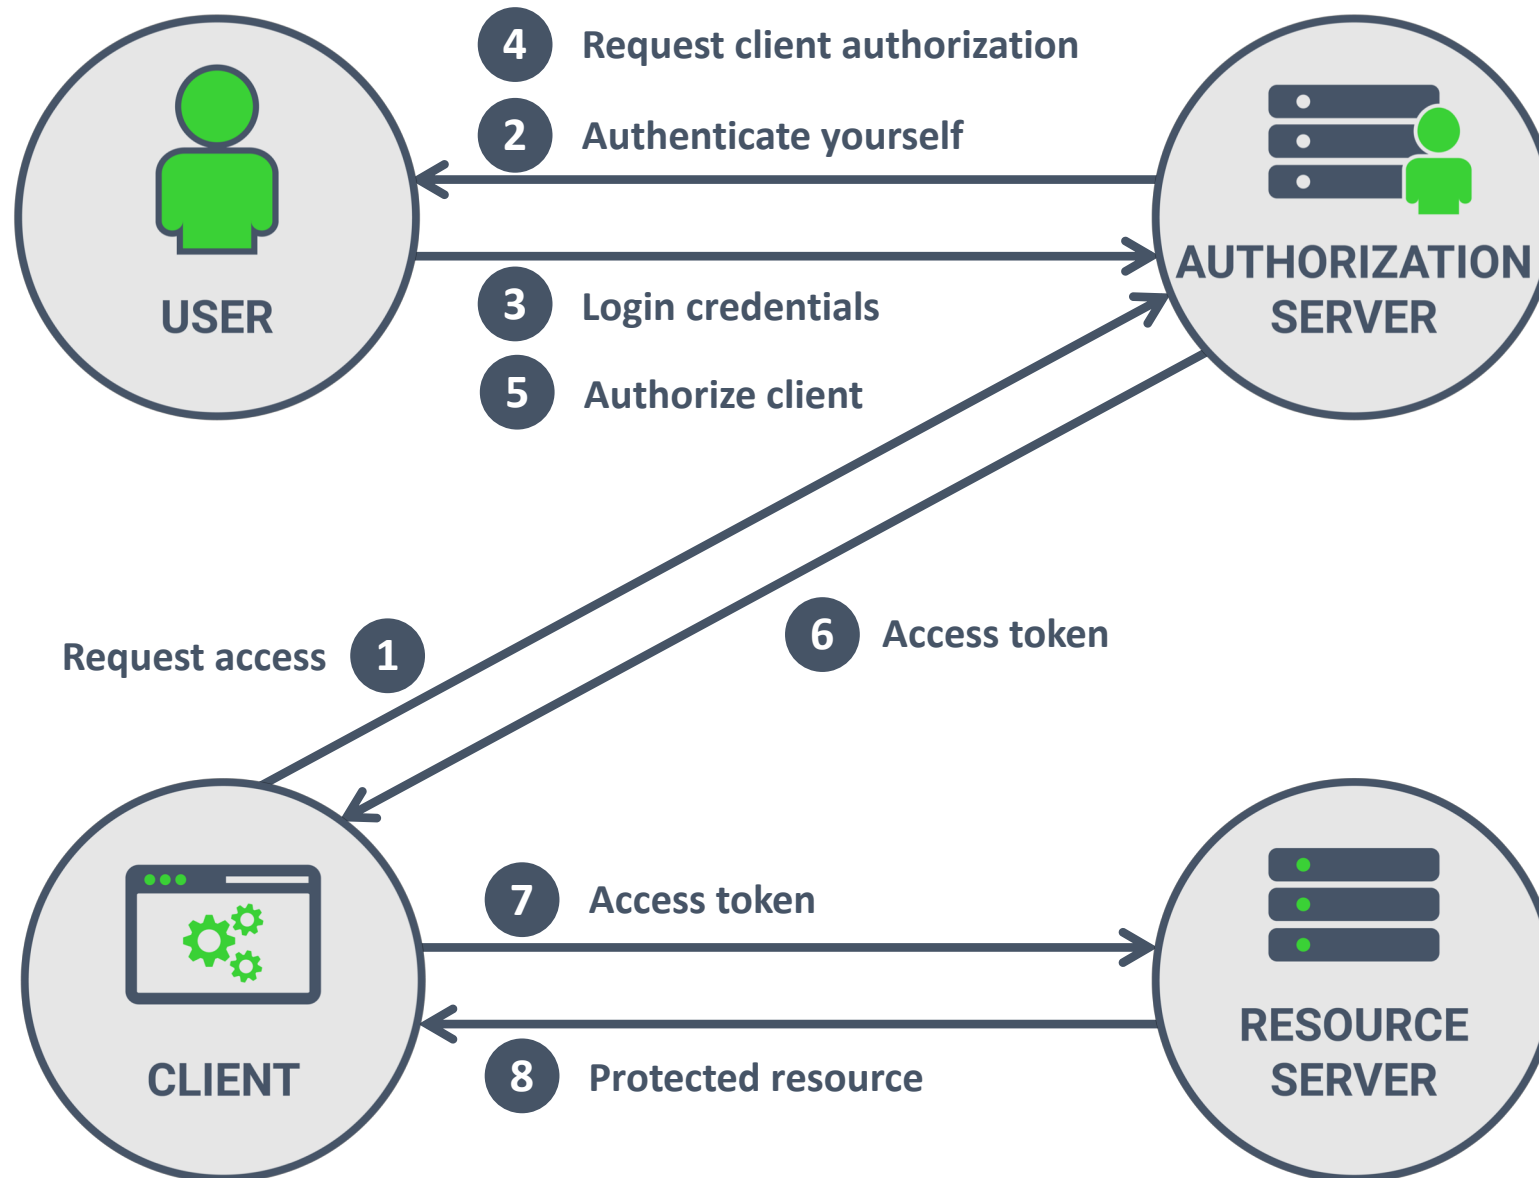 4 Request client authorization
2 Authenticate yourself
USER
AUTHORIZATION
SERVER
3 Login credentials
5 Authorize client
Request access 1
6 Access token
7 Access token
CLIENT
RESOURCE
SERVER
8 Protected resource